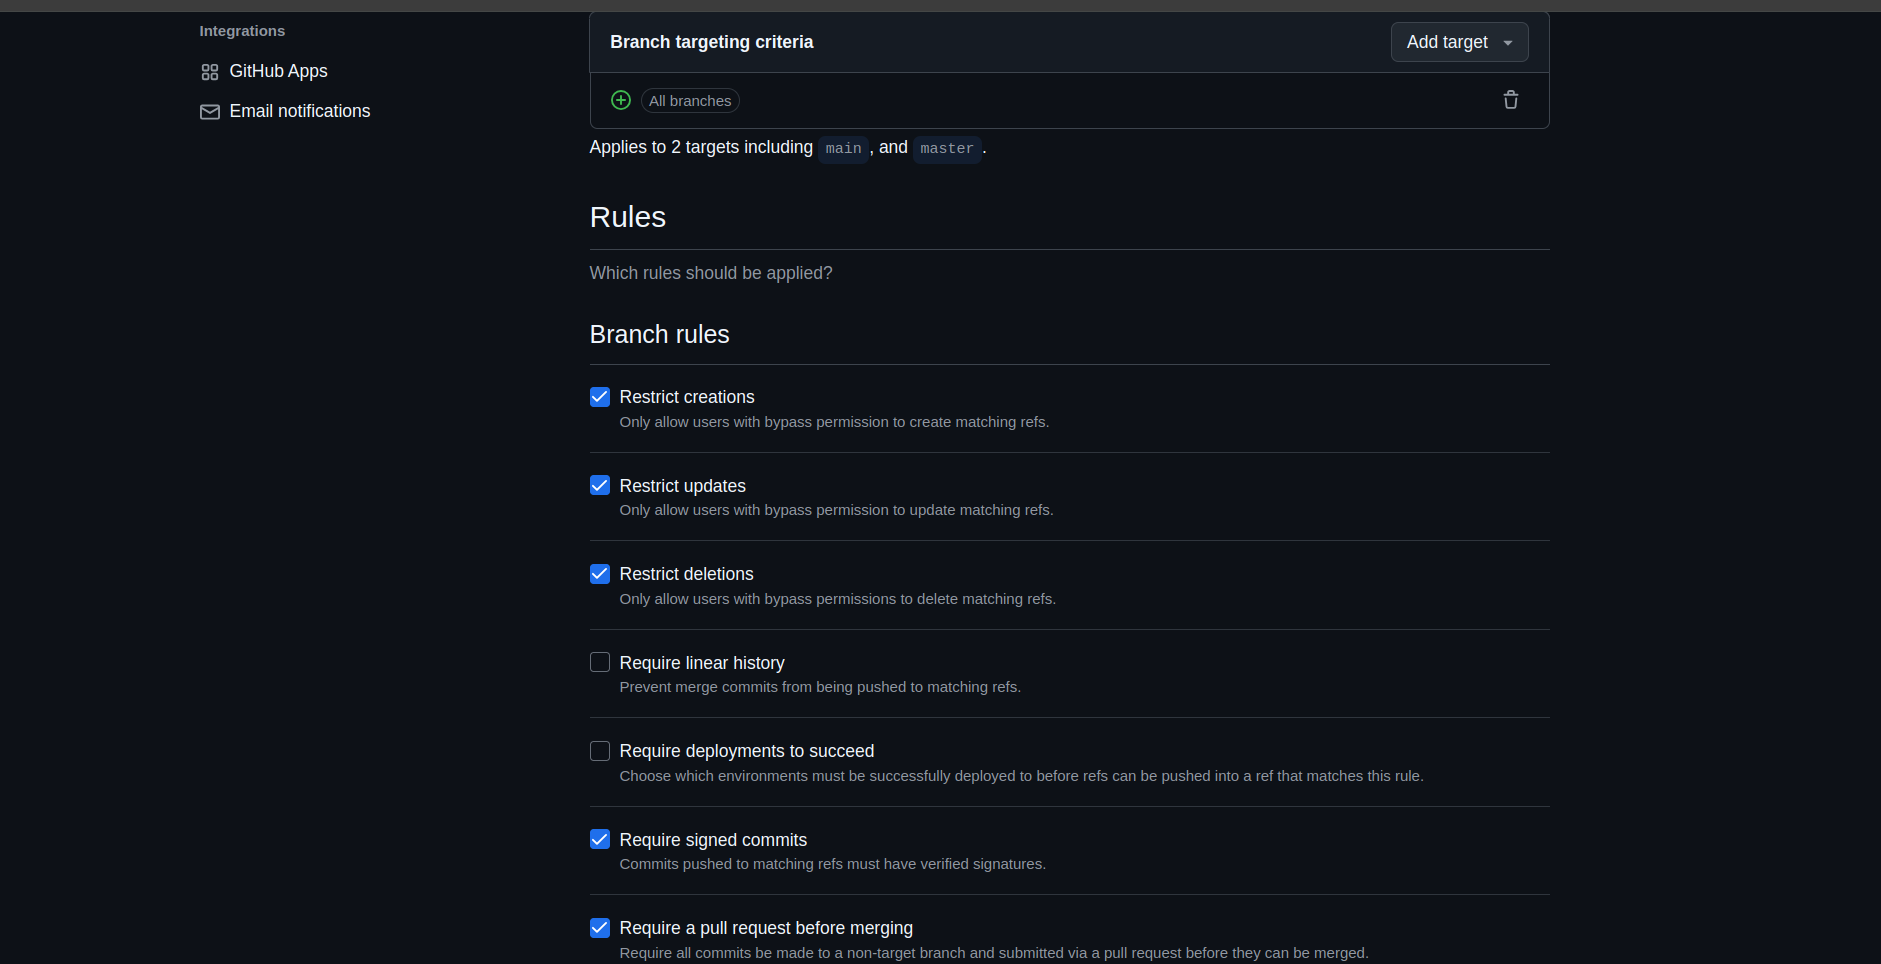 Integrations
GitHub Apps
Email notifications
Branch targeting criteria
Add target
All branches
Applies to 2 targets including main, and master.
Rules
Which rules should be applied?
Branch rules
Restrict creations
Only allow users with bypass permission to create matching refs.
Restrict updates
Only allow users with bypass permission to update matching refs.
Restrict deletions
Only allow users with bypass permissions to delete matching refs.
Require linear history
Prevent merge commits from being pushed to matching refs.
Require deployments to succeed
Choose which environments must be successfully deployed to before refs can be pushed into a ref that matches this rule.
Require signed commits
Commits pushed to matching refs must have verified signatures.
Require a pull request before merging
Require all commits be made to a non-target branch and submitted via a pull request before they can be merged.